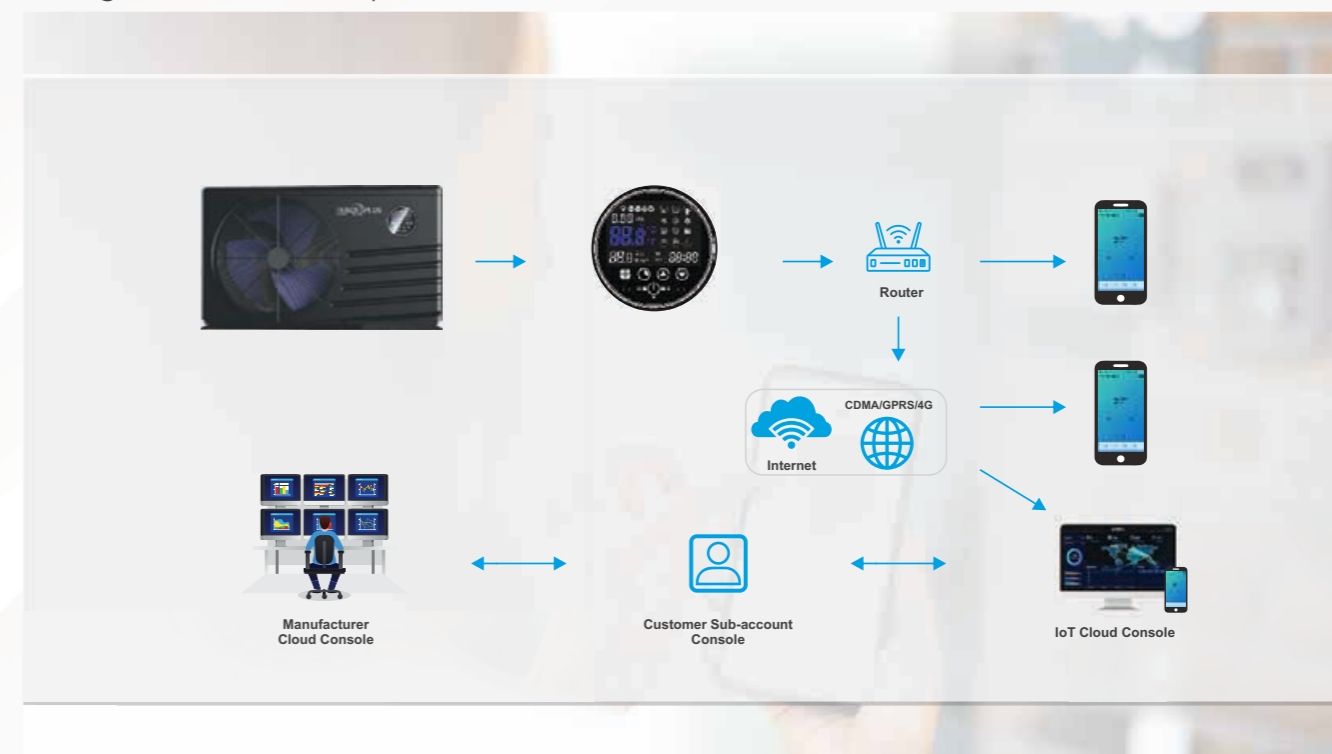 Router
CDMA/GPRS/4G
Internet
Manufacturer
Cloud Console
Customer Sub-account
Console
IoT Cloud Console